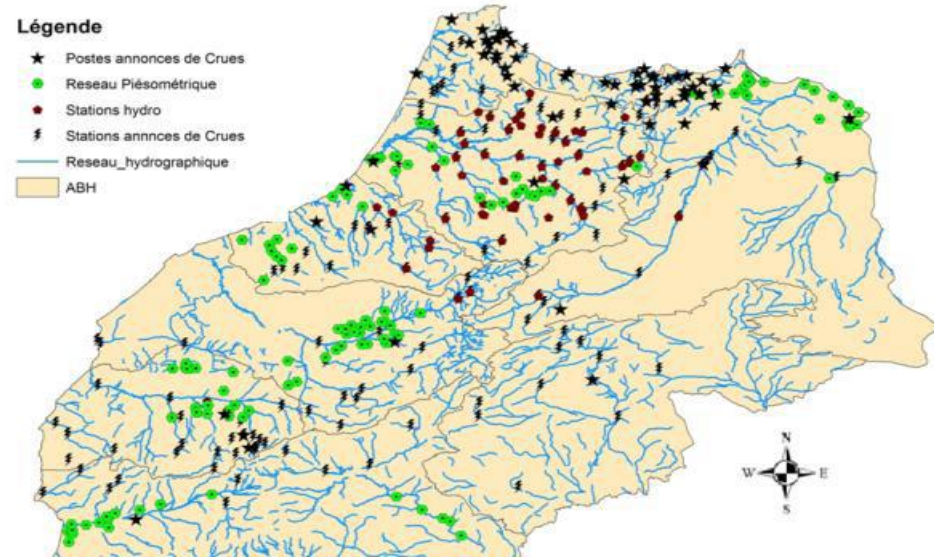 Légende
Postes annonces de Crues
Reseau Piésométrique
Stations hydro
Stations annnces de Crues
Reseau_hydrographique
ABH
N
W E
S